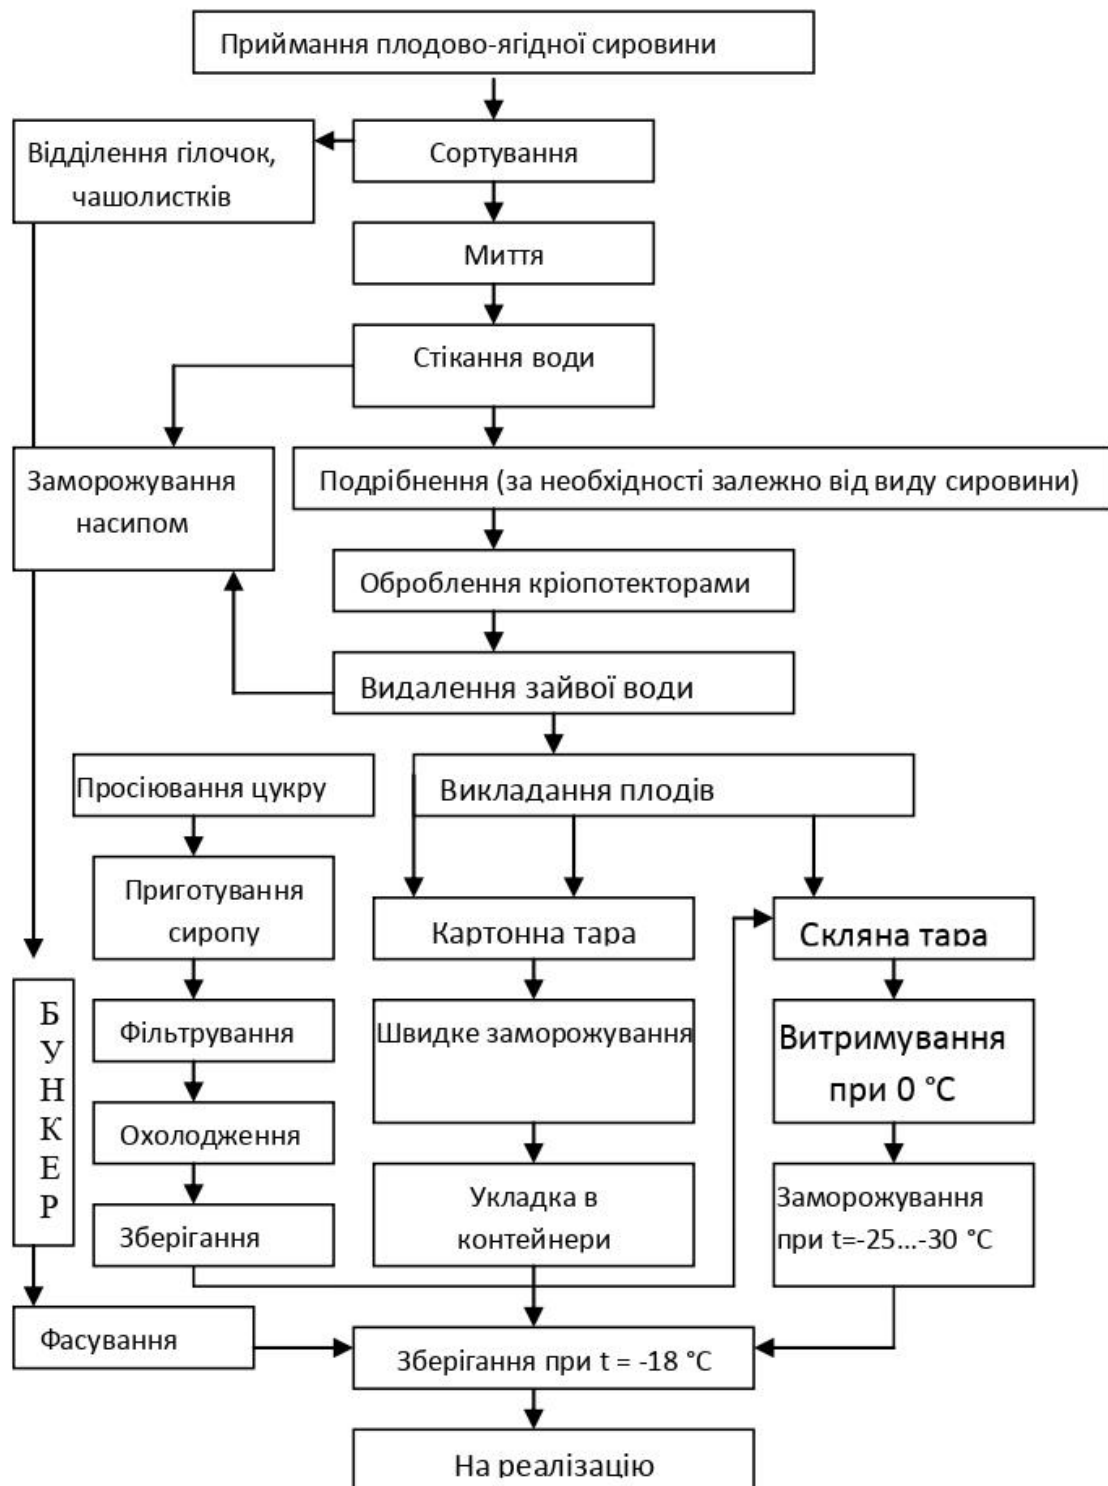 Приймання плодово-ягідної сировини
Відділення гілочок,
чашолистків
Сортування
Миття
Стікання води
Заморожування
насипом
Подрібнення (за необхідності залежно від виду сировини)
Оброблення кріопотекторами
Видалення зайвої води
Просіювання цукру
Викладання плодів
Приготування
сиропу
Картонна тара
Скляна тара
БУНКЕР
Фільтрування
Швидке заморожування
Витримування
при 0 °C
Охолодження
Зберігання
Укладка в
контейнери
Заморожування
при t=-25...-30 °C
Фасування
Зберігання при t = -18 °C
На реалізацію